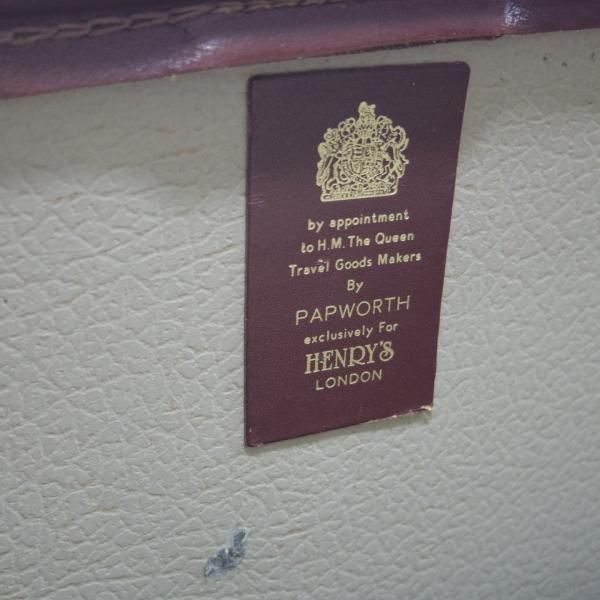 by appointment
to H.M. The Queen
Travel Goods Makers
By
PAPWORTH
exclusively For
HENRY'S
LONDON